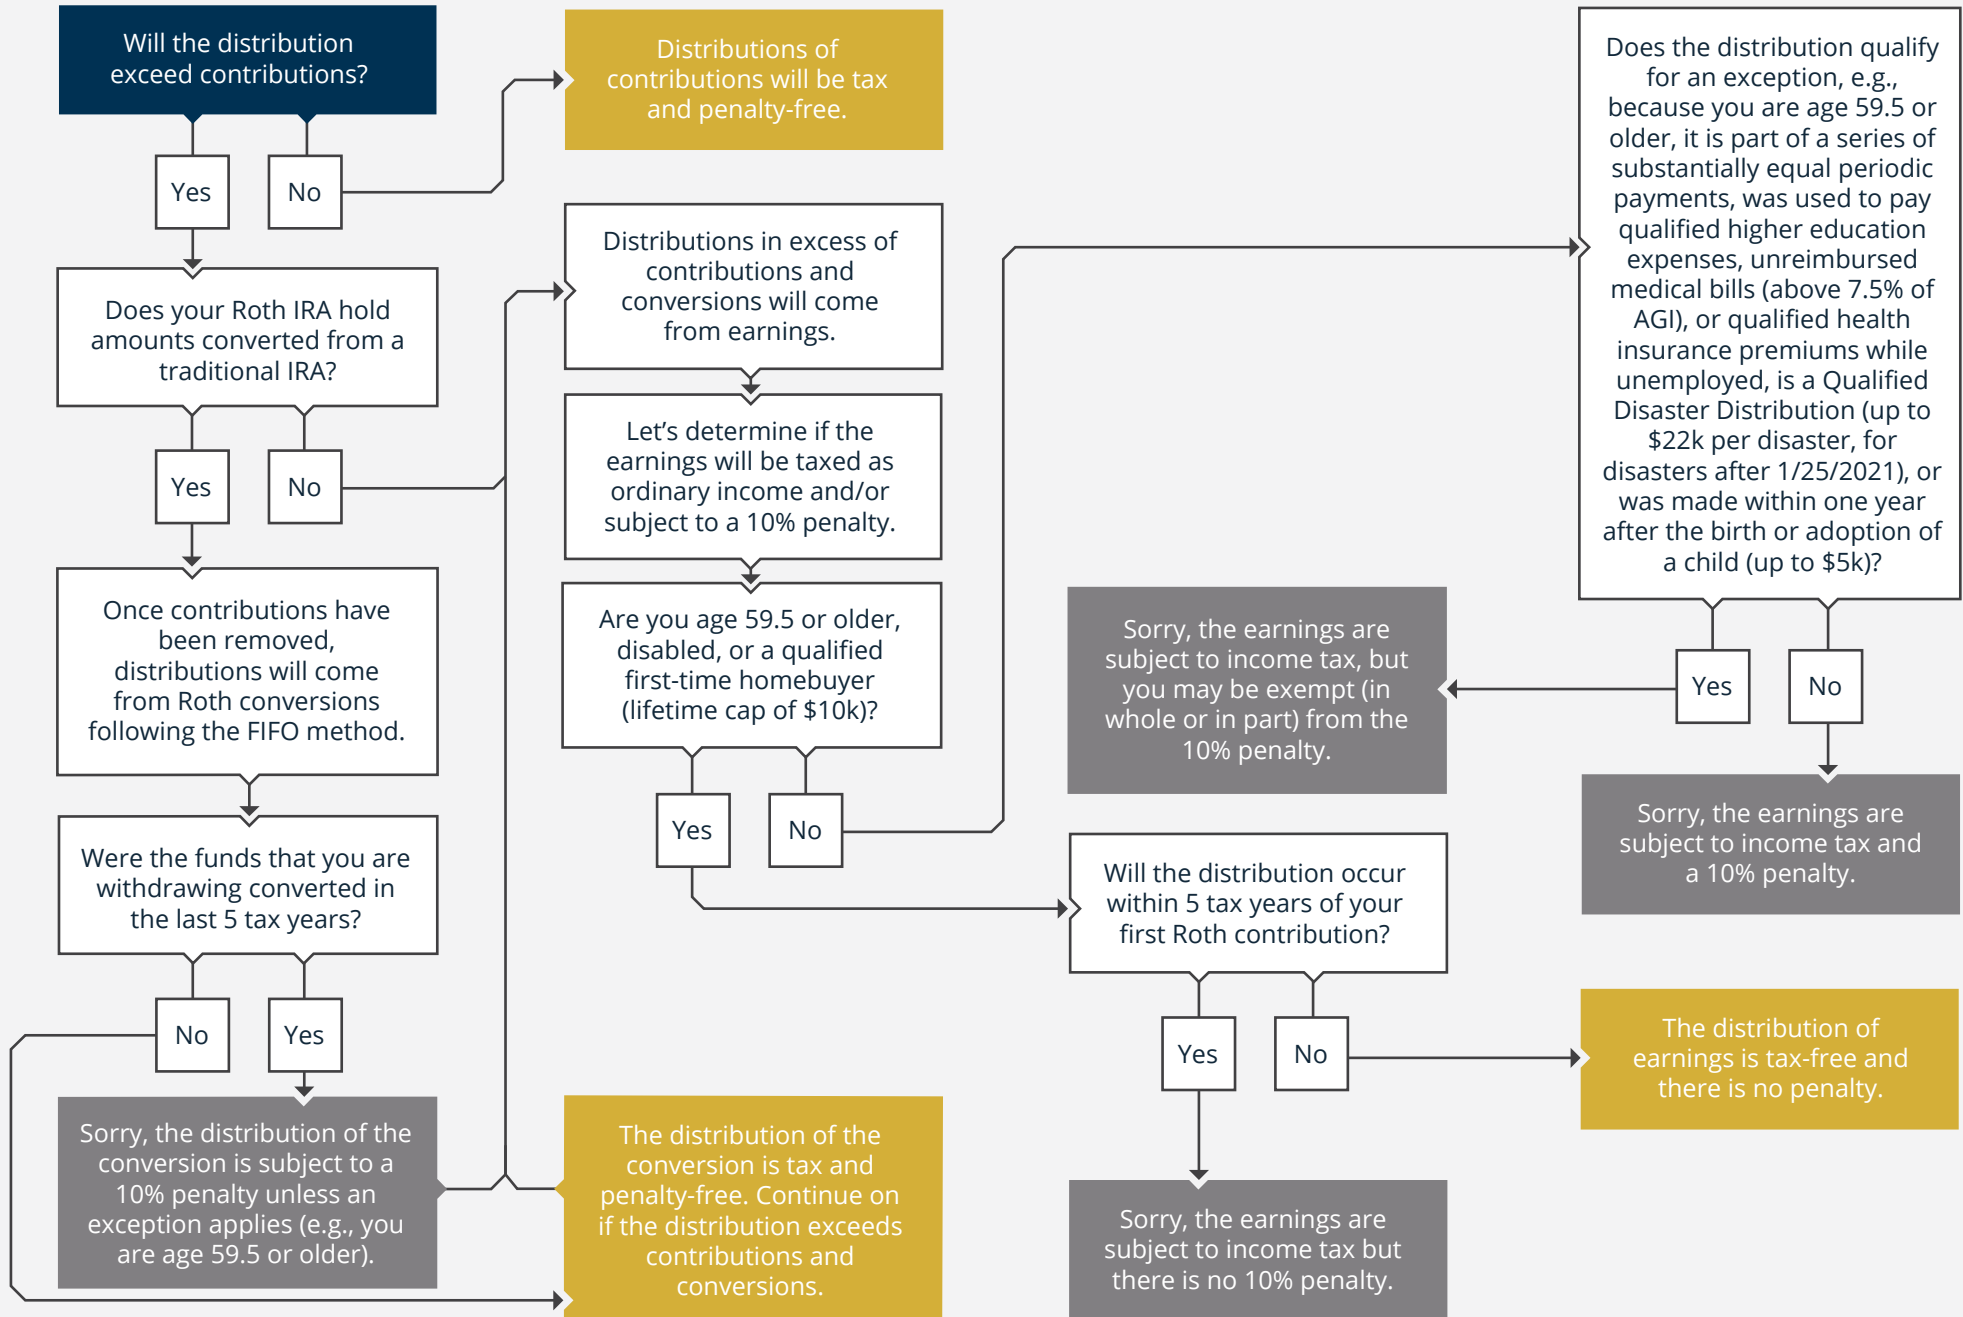 Will the distribution
exceed contributions?
Yes
No
Distributions of
contributions will be tax
and penalty-free.
Does your Roth IRA hold
amounts converted from a
traditional IRA?
Yes
No
Once contributions have
been removed,
distributions will come
from Roth conversions
following the FIFO method.
Were the funds that you are
withdrawing converted in
the last 5 tax years?
No
Yes
Sorry, the distribution of the
conversion is subject to a
10% penalty unless an
exception applies (e.g., you
are age 59.5 or older).
The distribution of the
conversion is tax and
penalty-free. Continue on
if the distribution exceeds
contributions and
conversions.
Distributions in excess of
contributions and
conversions will come
from earnings.
Let’s determine if the
earnings will be taxed as
ordinary income and/or
subject to a 10% penalty.
Are you age 59.5 or older,
disabled, or a qualified
first-time homebuyer
(lifetime cap of $10k)?
Yes
No
Will the distribution occur
within 5 tax years of your
first Roth contribution?
Yes
No
Sorry, the earnings are
subject to income tax but
there is no 10% penalty.
The distribution of
earnings is tax-free and
there is no penalty.
Does the distribution qualify
for an exception, e.g.,
because you are age 59.5 or
older, it is part of a series of
substantially equal periodic
payments, was used to pay
qualified higher education
expenses, unreimbursed
medical bills (above 7.5% of
AGI), or qualified health
insurance premiums while
unemployed, is a Qualified
Disaster Distribution (up to
$22k per disaster, for
disasters after 1/25/2021), or
was made within one year
after the birth or adoption of
a child (up to $5k)?
Yes
No
Sorry, the earnings are
subject to income tax, but
you may be exempt (in
whole or in part) from the
10% penalty.
Sorry, the earnings are
subject to income tax and
a 10% penalty.